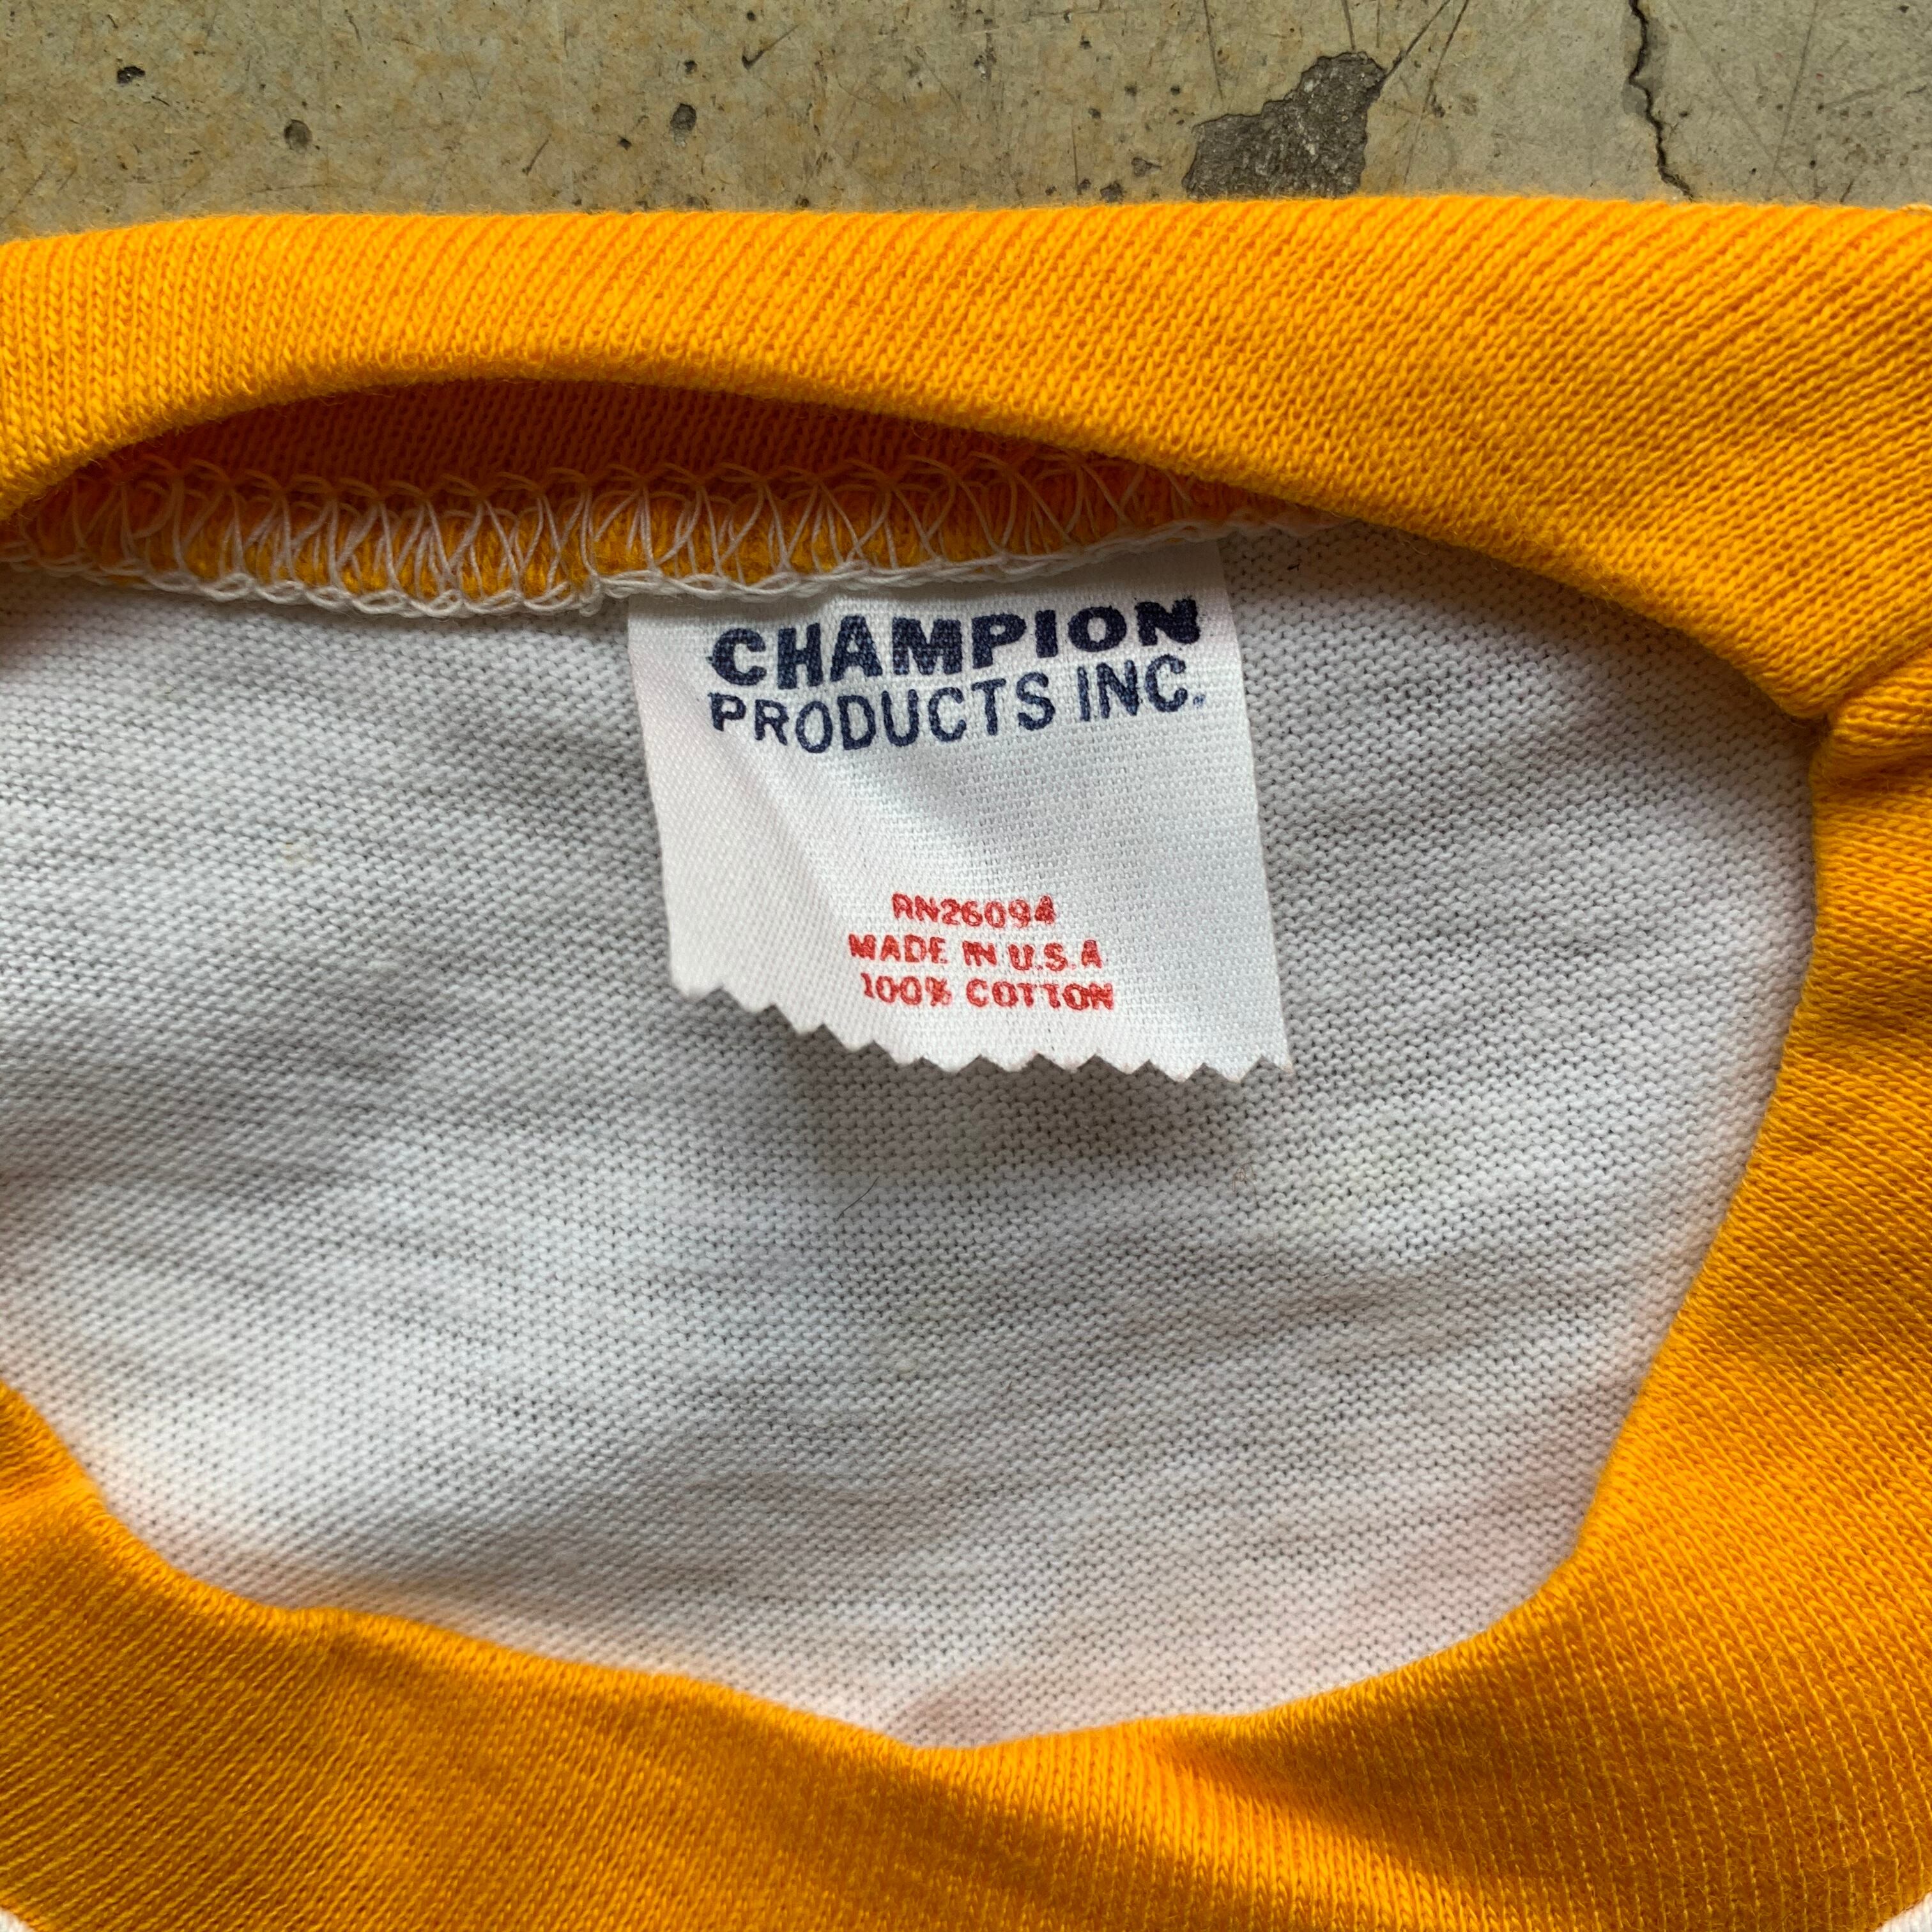 CHAMPION
PRODUCTS INC.
RN26094
MADE IN U.S.A
100% COTTON